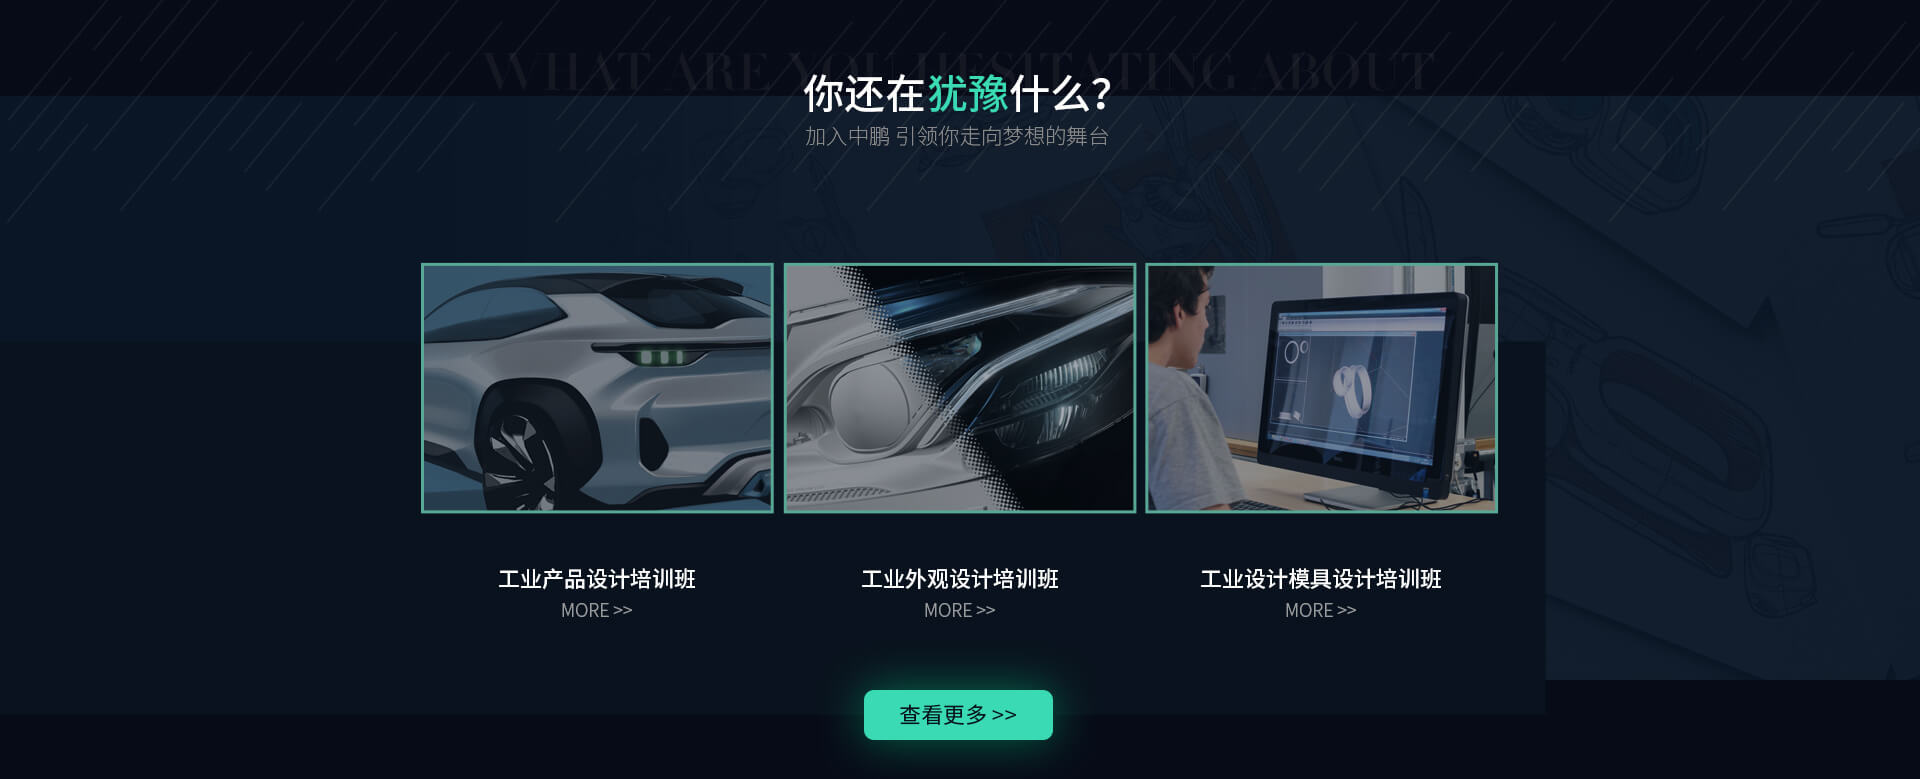 WHAT ARE YOU HESITATING ABOUT
你还在犹豫什么?
加入中鹏 引领你走向梦想的舞台
工业产品设计培训班
MORE >>
工业外观设计培训班
MORE >>
工业设计模具设计培训班
MORE >>
查看更多 >>